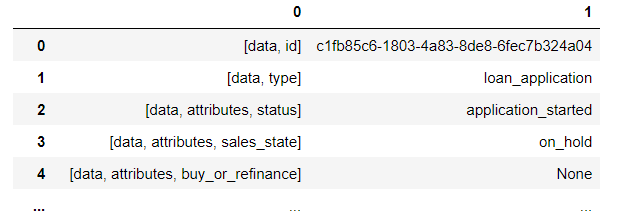 0 1
0 [data, id] c1fb85c6-1803-4a83-8de8-6fec7b324a04
1 [data, type] loan_application
2 [data, attributes, status] application_started
3 [data, attributes, sales_state] on_hold
4 [data, attributes, buy_or_refinance] None
... ... ...